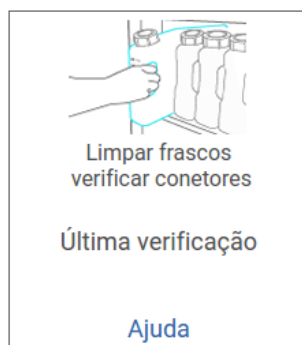 Limpar frascos
verificar conetores
Última verificação
Ajuda